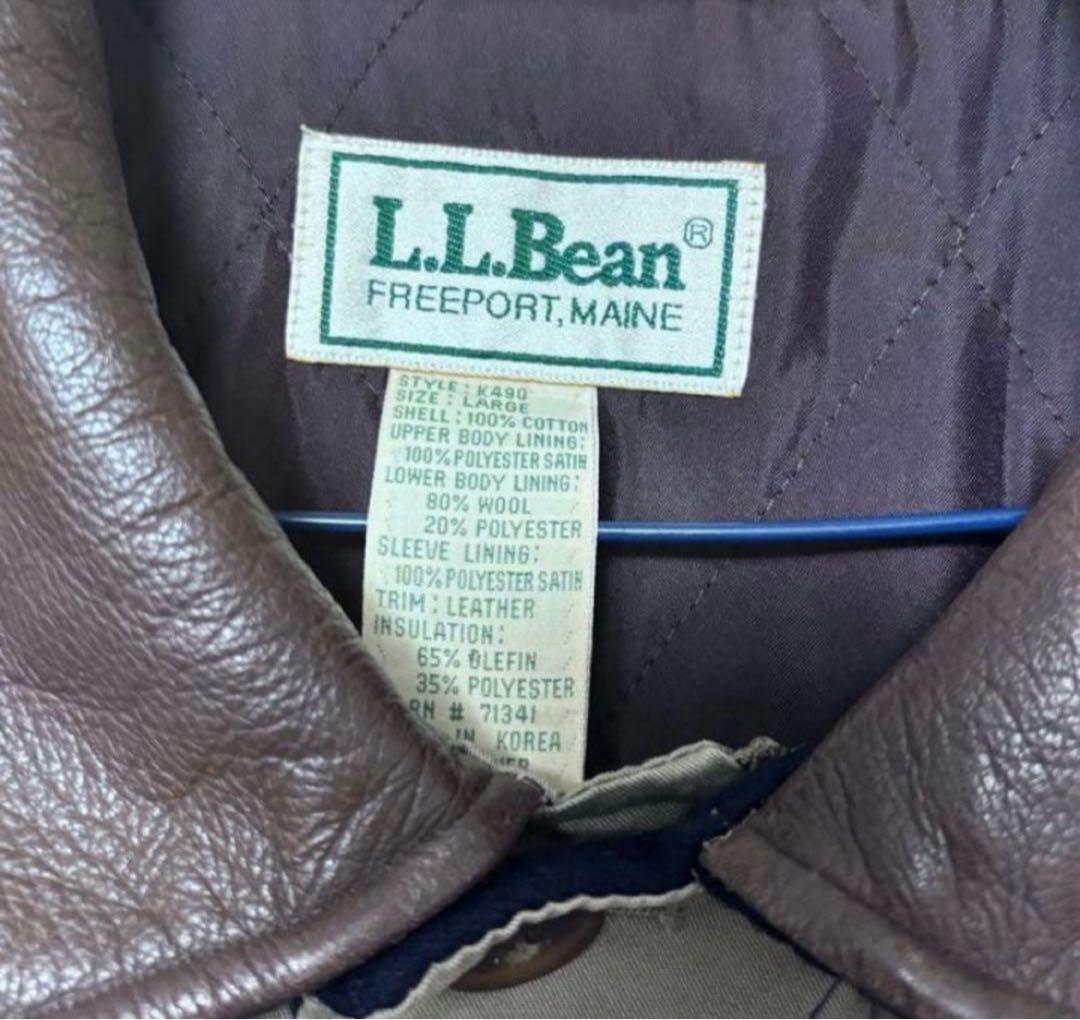 L.L.Bean®
FREEPORT, MAINE
STYLE: K490
SIZE: LARGE
SHELL: 100% COTTON
UPPER BODY LINING:
100% POLYESTER SATIN
LOWER BODY LINING:
80% WOOL
20% POLYESTER
SLEEVE LINING:
100% POLYESTER SATIN
TRIM: LEATHER
INSULATION:
65% OLEFIN
35% POLYESTER
RN # 71341
IN KOREA